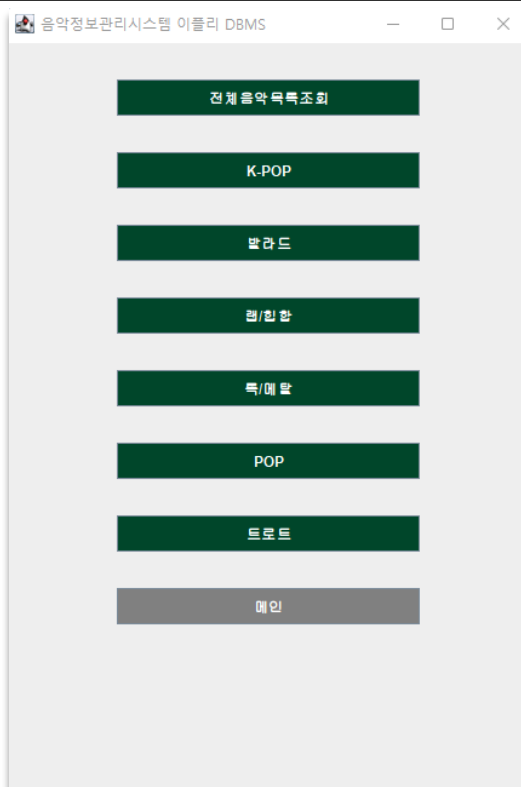 음악정보관리시스템 이플리 DBMS
전체음악목록조회
K-POP
발라드
랩/힙합
록/메탈
POP
트로트
메인